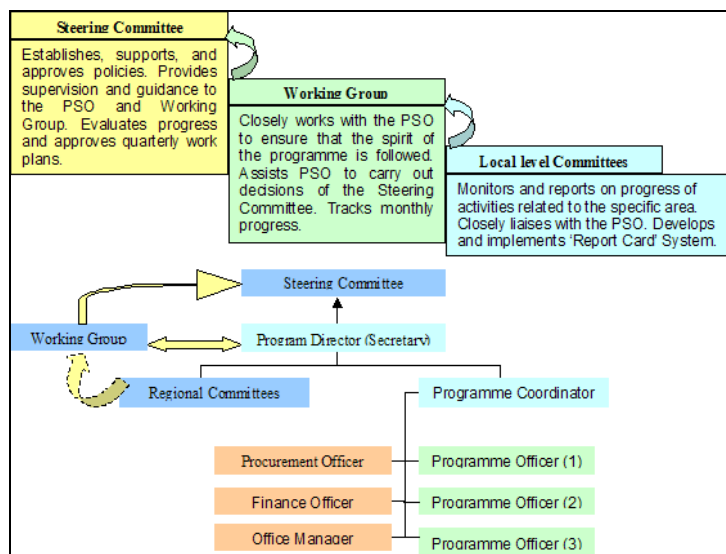 Steering Committee
Establishes, supports, and
approves policies. Provides
supervision and guidance to
the PSO and Working
Group. Evaluates progress
and approves quarterly work
plans.
Working Group
Closely works with the PSO
to ensure that the spirit of
the programme is followed.
Assists PSO to carry out
decisions of the Steering
Committee. Tracks monthly
progress.
Local level Committees
Monitors and reports on progress of
activities related to the specific area.
Closely liaises with the PSO. Develops
and implements ‘Report Card’ System.
Steering Committee
Working Group
Program Director (Secretary)
Regional Committees
Programme Coordinator
Procurement Officer
Programme Officer (1)
Finance Officer
Programme Officer (2)
Office Manager
Programme Officer (3)